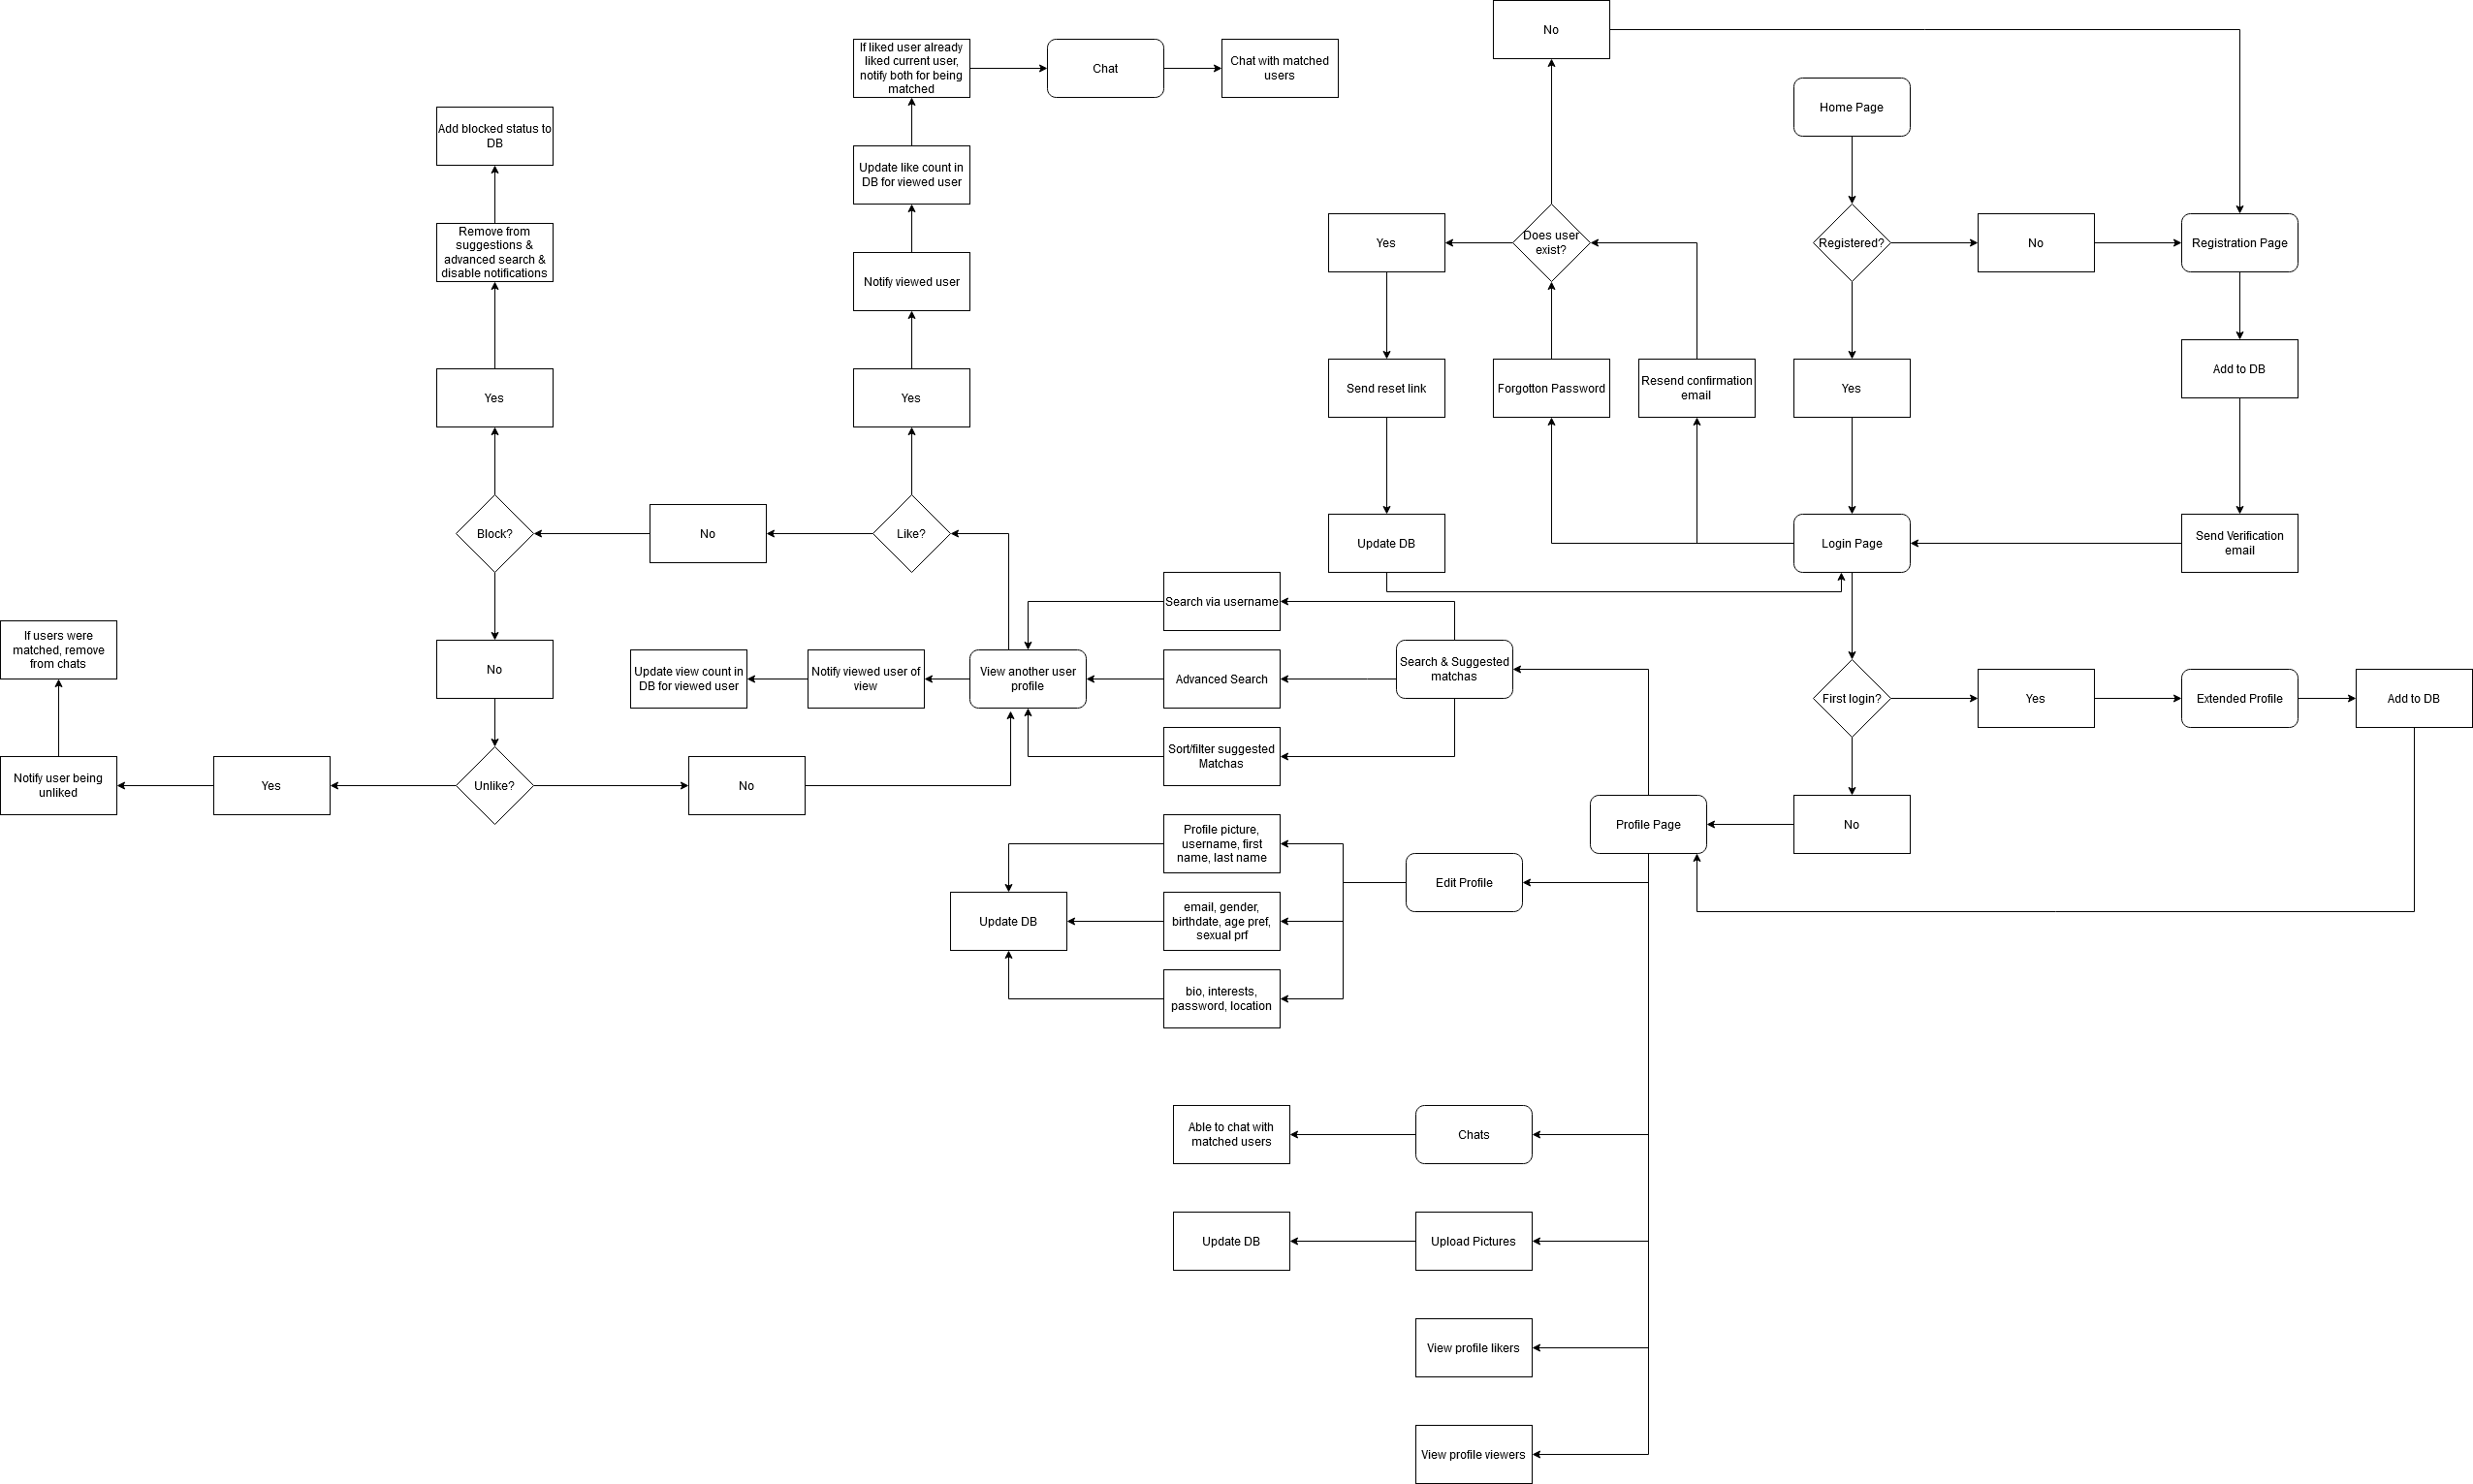 No
If liked user already
liked current user,
notify both for being
matched
Chat
Chat with matched
users
Home Page
Add blocked status to
DB
Update like count in
DB for viewed user
Remove from
suggestions &
advanced search &
disable notifications
Notify viewed user
Yes
Does user
exist?
Registered?
No
Registration Page
Yes
Yes
Send reset link
Forgotton Password
Resend confirmation
email
Yes
Add to DB
Block?
No
Like?
Update DB
Login Page
Send Verification
email
Search via username
If users were
matched, remove
from chats
No
Update view count in
DB for viewed user
Notify viewed user of
view
View another user
profile
Advanced Search
Search & Suggested
matchas
First login?
Yes
Extended Profile
Add to DB
Notify user being
unliked
Yes
Unlike?
No
Sort/filter suggested
Matchas
Profile Page
No
Profile picture,
username, first
name, last name
Edit Profile
Update DB
email, gender,
birthdate, age pref,
sexual prf
bio, interests,
password, location
Able to chat with
matched users
Chats
Update DB
Upload Pictures
View profile likers
View profile viewers